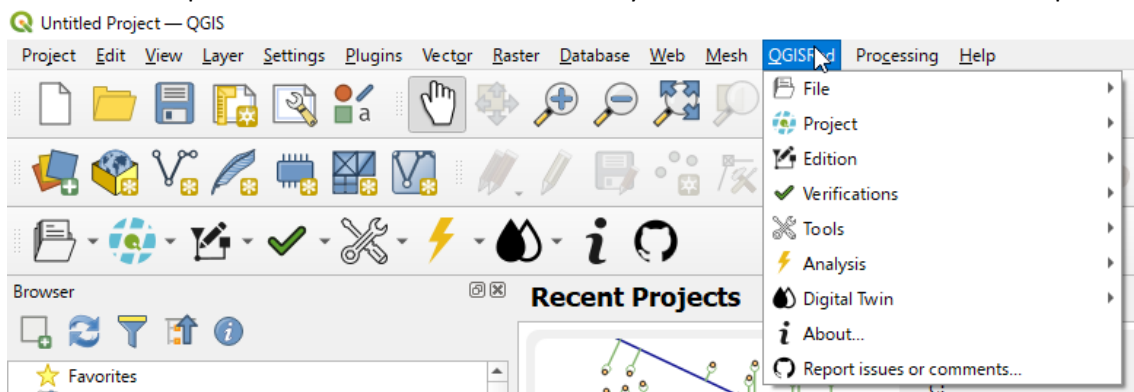 Untitled Project — QGIS
Project Edit View Layer Settings Plugins Vector Raster Database Web Mesh Processing Help
File
Project
Edition
Verifications
Tools
Analysis
Digital Twin
About...
Report issues or comments...
Browser
Recent Projects
Favorites